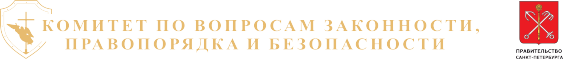 КОМИТЕТ ПО ВОПРОСАМ ЗАКОННОСТИ,
ПРАВОПОРЯДКА И БЕЗОПАСНОСТИ
ПРАВИТЕЛЬСТВО
САНКТ-ПЕТЕРБУРГА